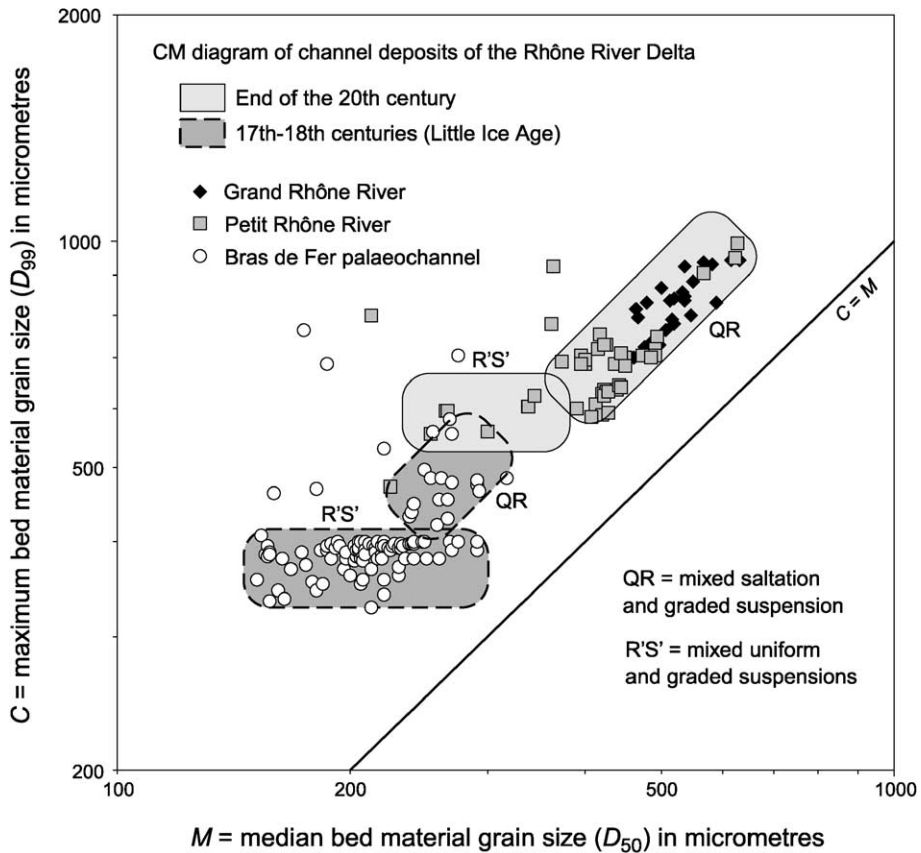 2000
CM diagram of channel deposits of the Rhône River Delta
End of the 20th century
17th-18th centuries (Little Ice Age)
Grand Rhône River
Petit Rhône River
Bras de Fer palaeochannel
1000
C = M
QR
R'S'
500
QR
R'S'
QR = mixed saltation
and graded suspension
R'S' = mixed uniform
and graded suspensions
200
100
200
500
1000
C = maximum bed material grain size (D99) in micrometres
M = median bed material grain size (D50) in micrometres